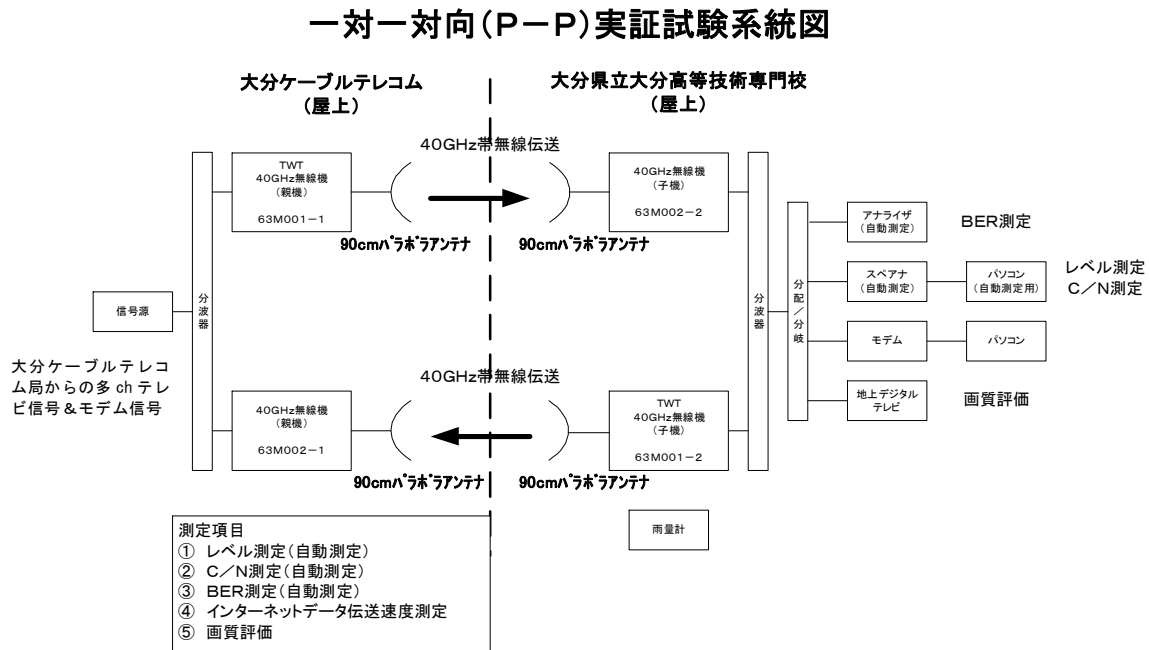 一対一対向(P－P)実証試験系統図
大分ケーブルテレコム
(屋上)
大分県立大分高等技術専門校
(屋上)
40GHz帯無線伝送
TWT
40GHz無線機
(親機)
63M001－1
40GHz無線機
(子機)
63M002－2
90cmﾊﾟﾗﾎﾞﾗｱﾝﾃﾅ
90cmﾊﾟﾗﾎﾞﾗｱﾝﾃﾅ
信号源
分波器
大分ケーブルテレコ
ム局からの多 ch テレ
ビ信号＆モデム信号
分波器
分配／分岐
アナライザ
(自動測定)
BER測定
スペアナ
(自動測定)
パソコン
(自動測定用)
レベル測定
C／N測定
モデム
パソコン
地上デジタル
テレビ
画質評価
40GHz帯無線伝送
40GHz無線機
(親機)
63M002－1
TWT
40GHz無線機
(子機)
63M001－2
90cmﾊﾟﾗﾎﾞﾗｱﾝﾃﾅ
90cmﾊﾟﾗﾎﾞﾗｱﾝﾃﾅ
雨量計
測定項目
① レベル測定(自動測定)
② C／N測定(自動測定)
③ BER測定(自動測定)
④ インターネットデータ伝送速度測定
⑤ 画質評価